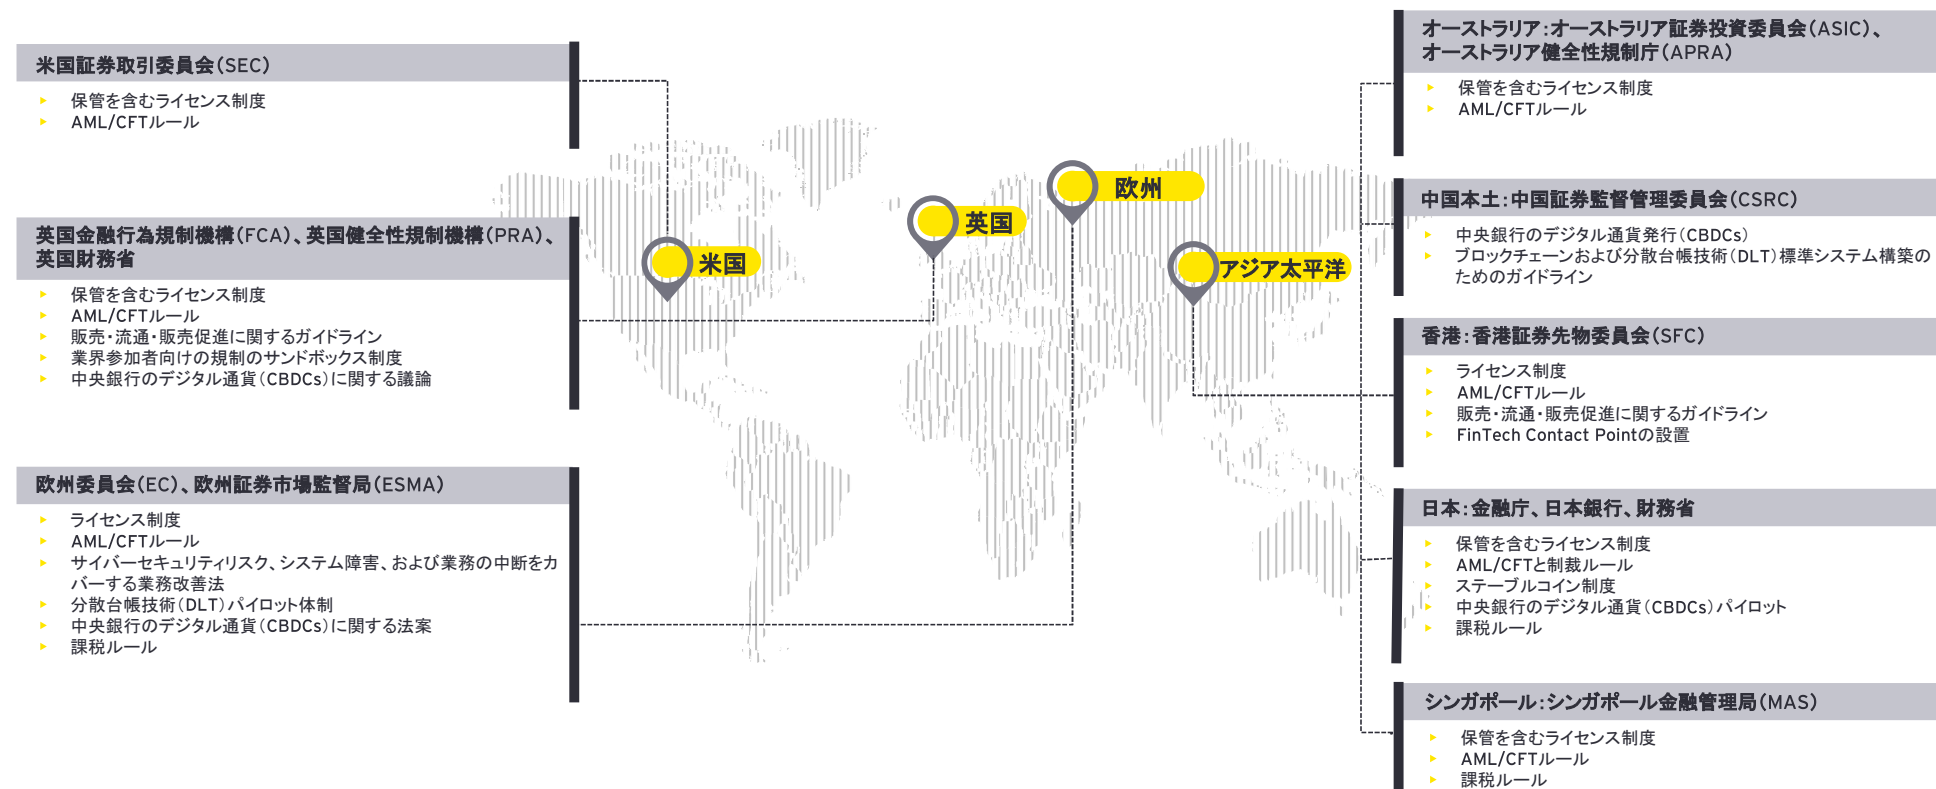 米国証券取引委員会（SEC）
保管を含むライセンス制度
AML/CFTルール
英国金融行為規制機構（FCA）、英国健全性規制機構（PRA）、
英国財務省
保管を含むライセンス制度
AML/CFTルール
販売・流通・販売促進に関するガイドライン
業界参加者向けの規制のサンドボックス制度
中央銀行のデジタル通貨（CBDCs）に関する議論
欧州委員会（EC）、欧州証券市場監督局（ESMA）
ライセンス制度
AML/CFTルール
サイバーセキュリティリスク、システム障害、および業務の中断をカ
バーする業務改善法
分散台帳技術（DLT）パイロット体制
中央銀行のデジタル通貨（CBDCs）に関する法案
課税ルール
米国
英国
欧州
アジア太平洋
オーストラリア：オーストラリア証券投資委員会（ASIC）、
オーストラリア健全性規制庁（APRA）
保管を含むライセンス制度
AML/CFTルール
中国本土：中国証券監督管理委員会（CSRC）
中央銀行のデジタル通貨発行（CBDCs）
ブロックチェーンおよび分散台帳技術（DLT）標準システム構築の
ためのガイドライン
香港：香港証券先物委員会（SFC）
ライセンス制度
AML/CFTルール
販売・流通・販売促進に関するガイドライン
FinTech Contact Pointの設置
日本：金融庁、日本銀行、財務省
保管を含むライセンス制度
AML/CFTと制裁ルール
ステーブルコイン制度
中央銀行のデジタル通貨（CBDCs）パイロット
課税ルール
シンガポール：シンガポール金融管理局（MAS）
保管を含むライセンス制度
AML/CFTルール
課税ルール